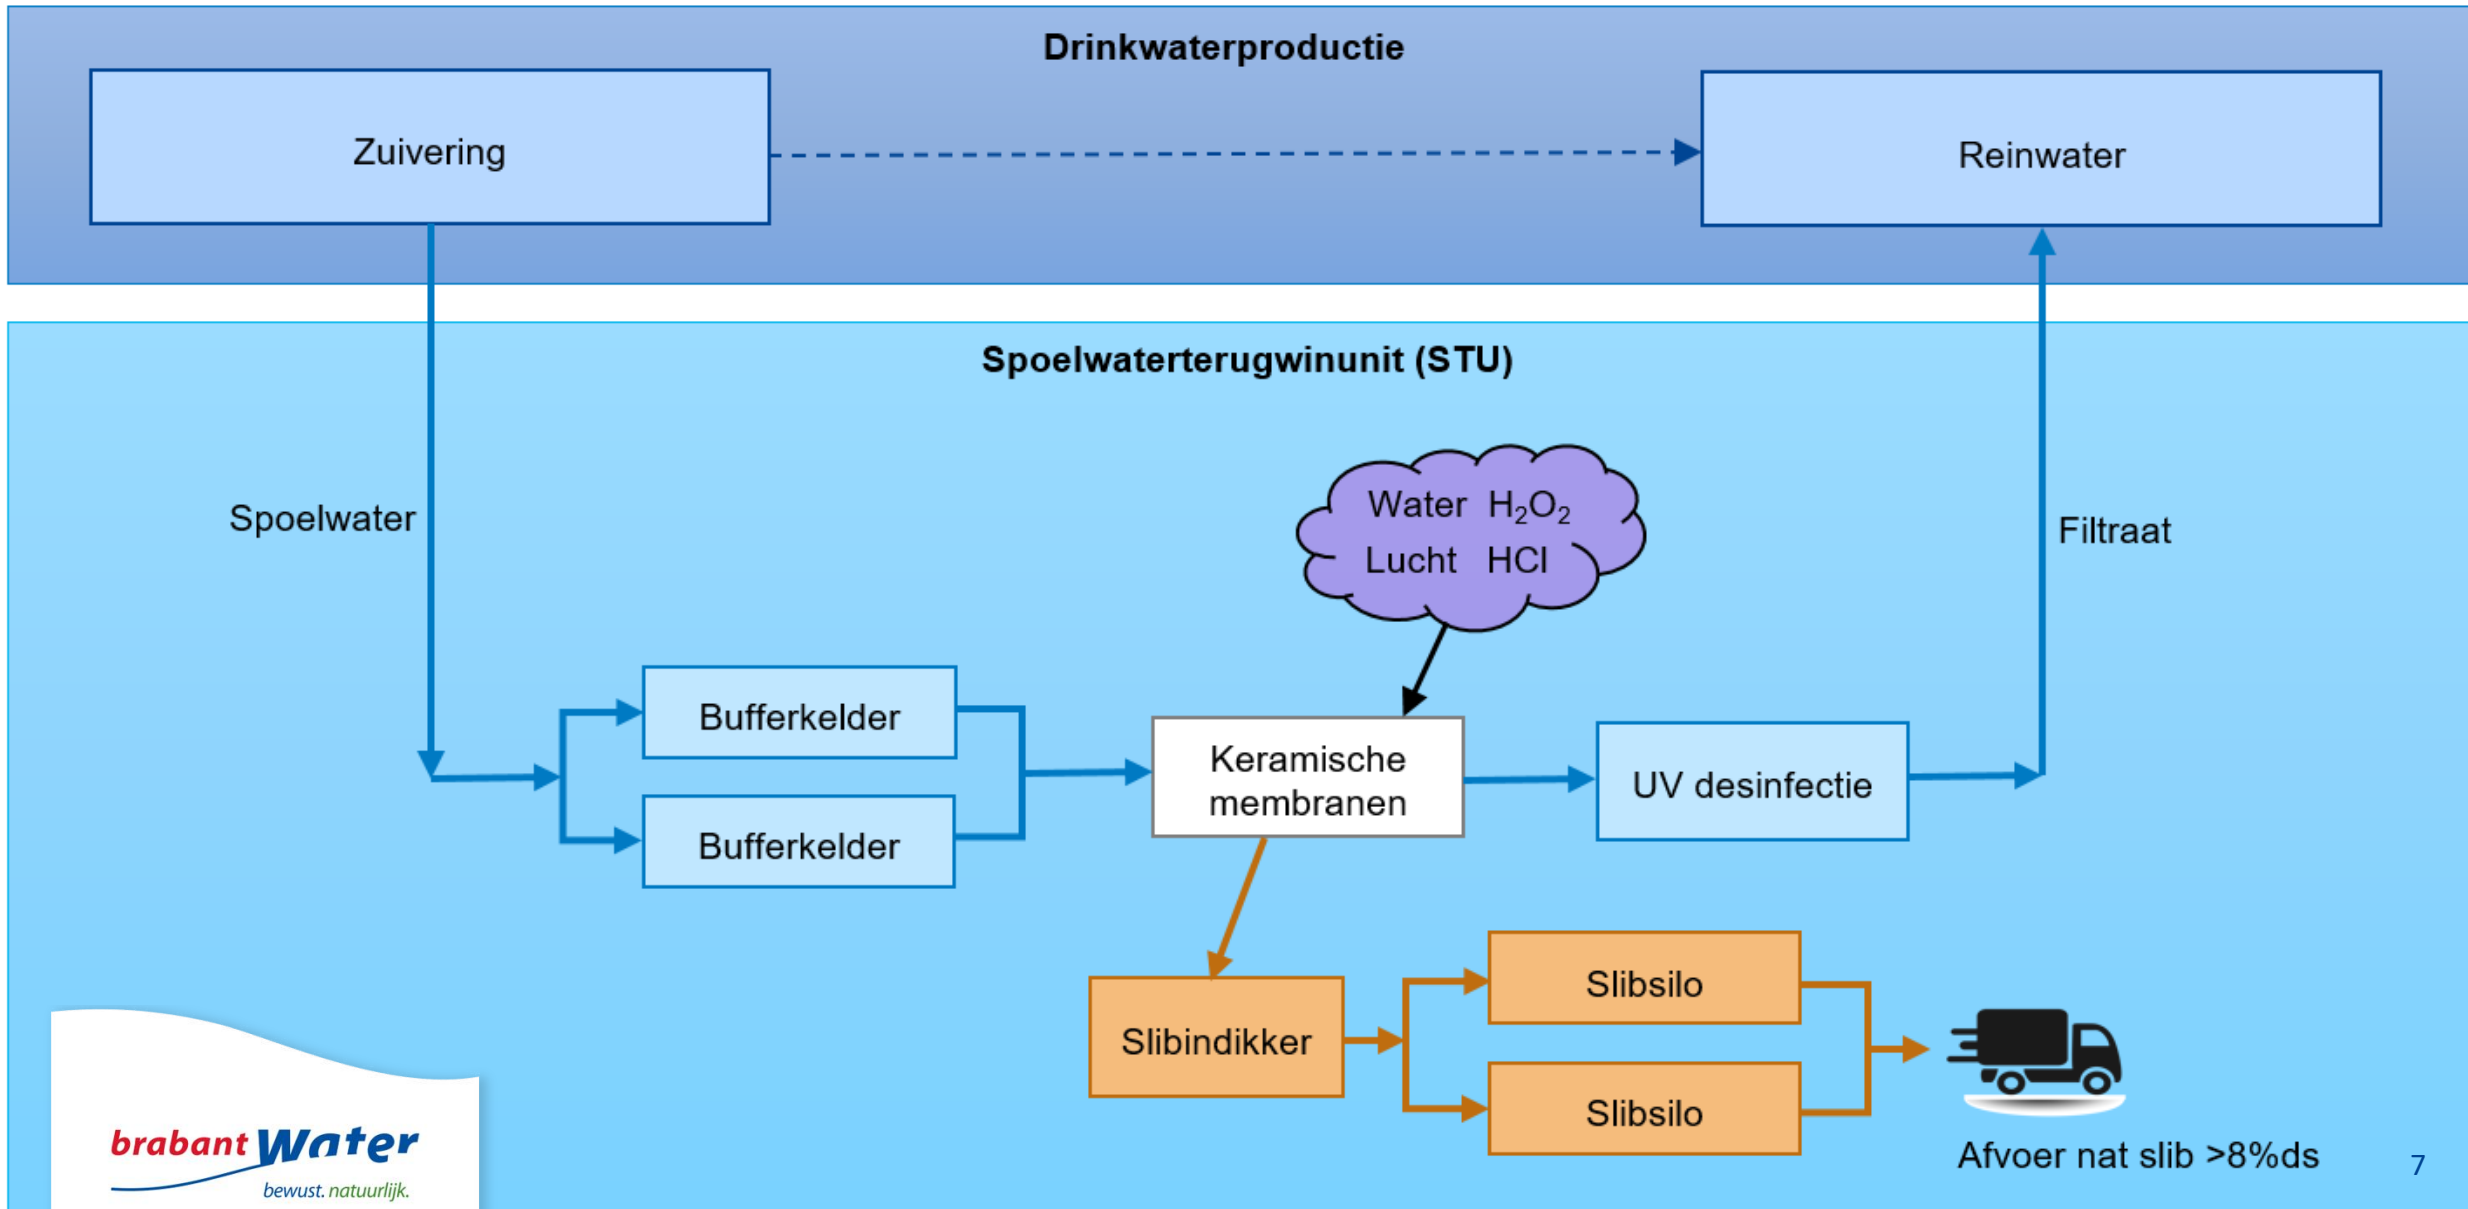 Drinkwaterproductie
Zuivering
Reinwater
Spoelwaterterugwinunit (STU)
Spoelwater
Water H₂O₂
Lucht HCl
Filtraat
Bufferkelder
Bufferkelder
Keramische
membranen
UV desinfectie
Slibindikker
Slibsilo
Slibsilo
Afvoer nat slib >8%ds
brabant Water
bewust. natuurlijk.
7